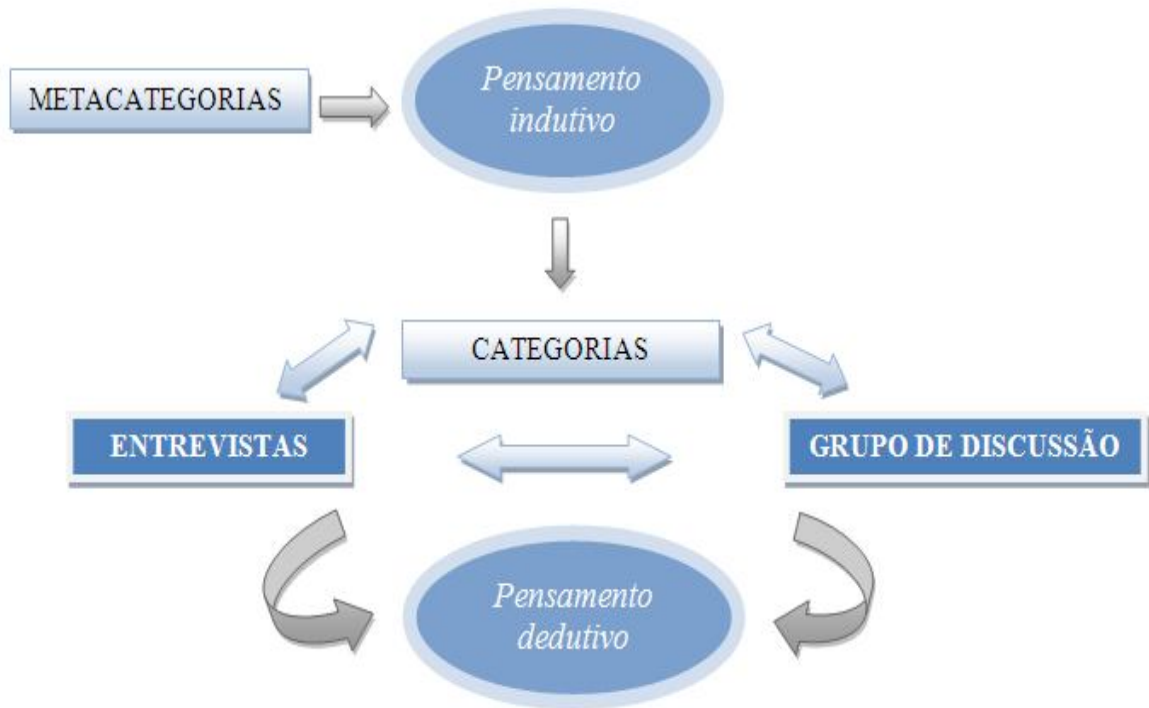 METACATEGORIAS
Pensamento
indutivo
CATEGORIAS
ENTREVISTAS
GRUPO DE DISCUSSÃO
Pensamento
dedutivo